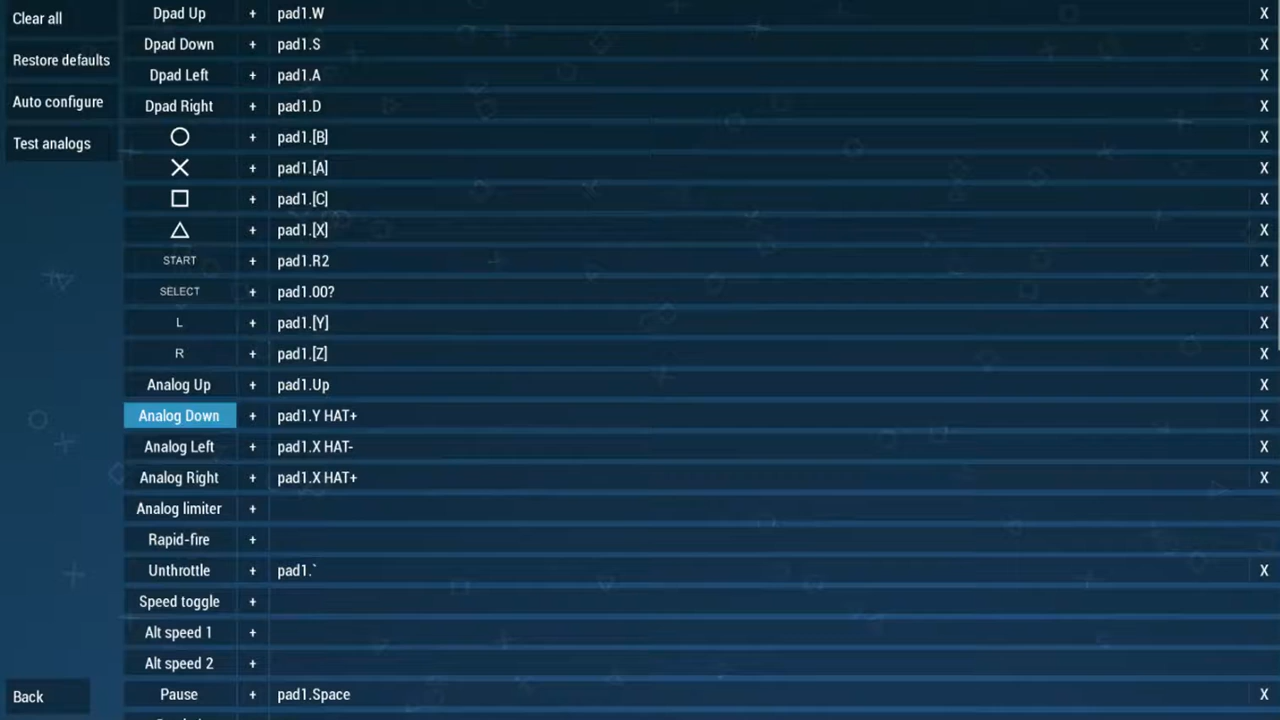 Clear all
Restore defaults
Auto configure
Test analogs
Back
Dpad Up + pad1.W X
Dpad Down + pad1.S X
Dpad Left + pad1.A X
Dpad Right + pad1.D X
+ pad1.[B] X
+ pad1.[A] X
+ pad1.[C] X
+ pad1.[X] X
START + pad1.R2 X
SELECT + pad1.00? X
L + pad1.[Y] X
R + pad1.[Z] X
Analog Up + pad1.Up X
Analog Down + pad1.Y HAT+ X
Analog Left + pad1.X HAT- X
Analog Right + pad1.X HAT+ X
Analog limiter +
Rapid-fire +
Unthrottle + pad1.` X
Speed toggle +
Alt speed 1 +
Alt speed 2 +
Pause + pad1.Space X